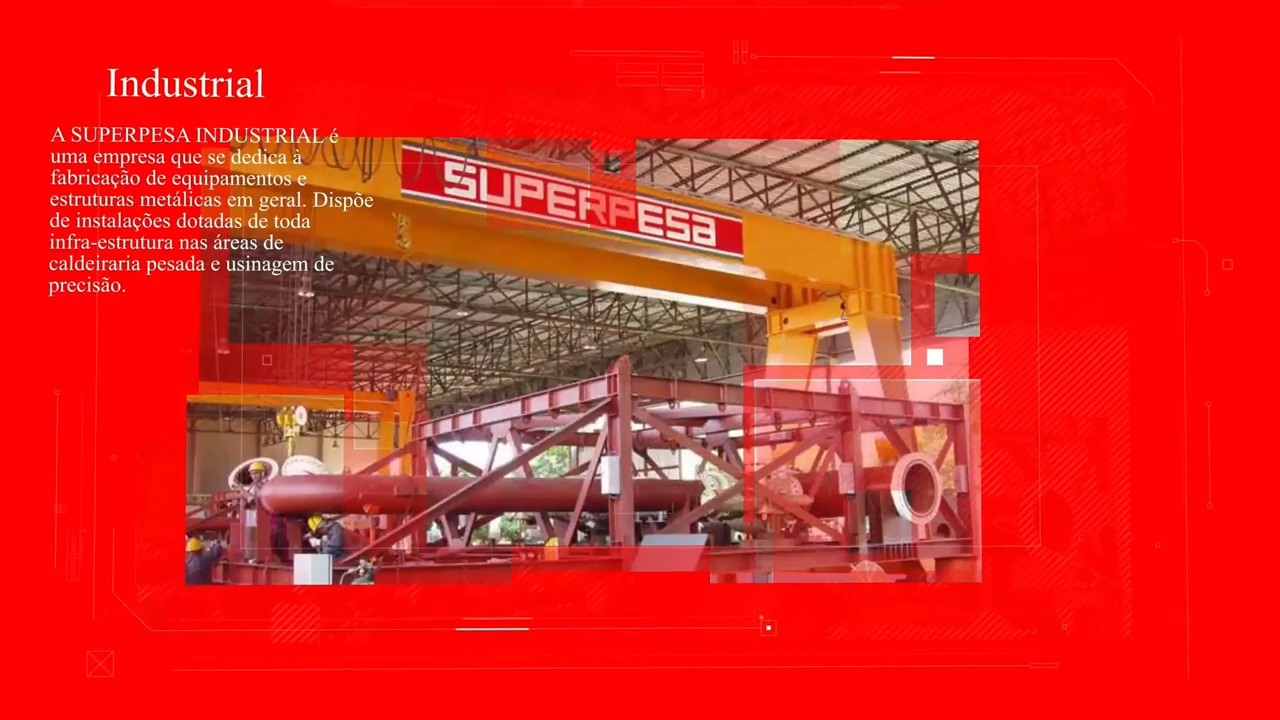 Industrial
A SUPERPESA INDUSTRIAL é
uma empresa que se dedica à
fabricação de equipamentos e
estruturas metálicas em geral. Dispõe
de instalações dotadas de toda
infra-estrutura nas áreas de
caldeiraria pesada e usinagem de
precisão.
SUPERPESA